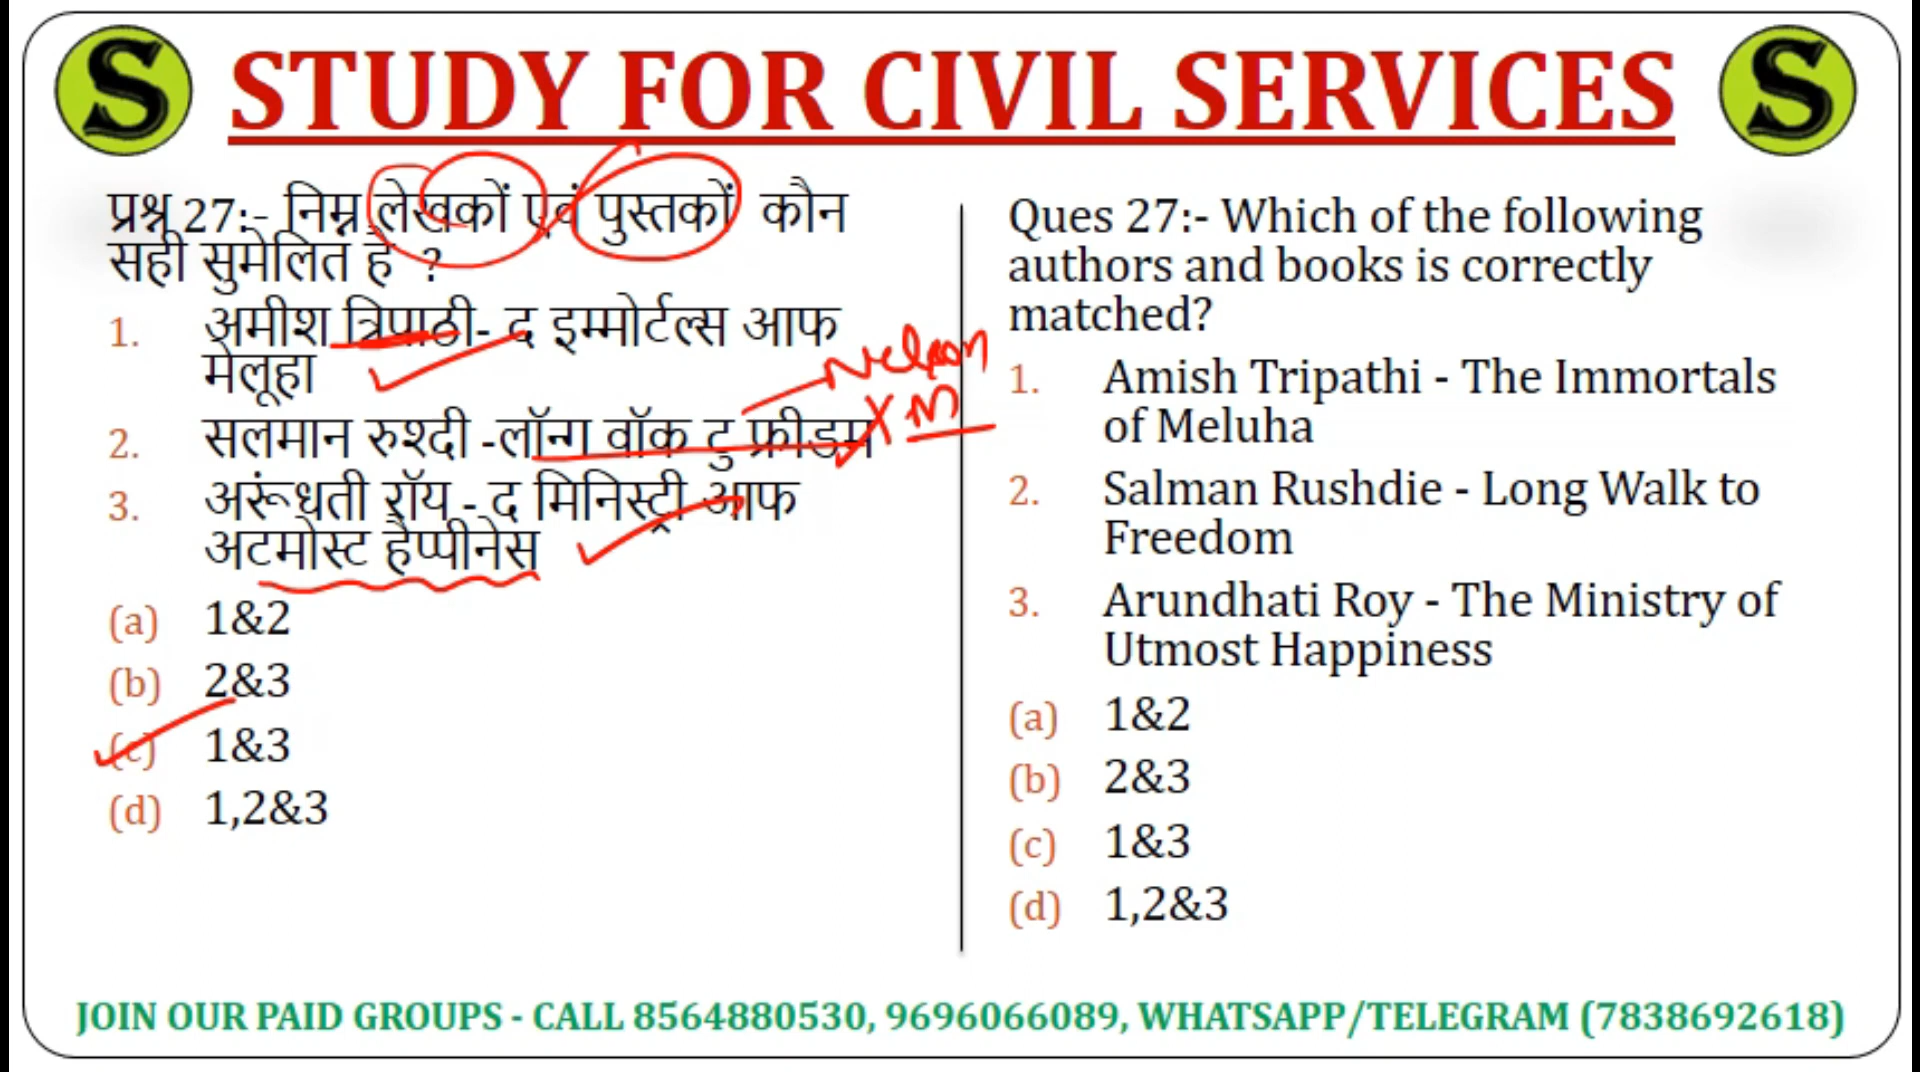 S STUDY FOR CIVIL SERVICES S
प्रश्न 27:- निम्न लेखकों एवं पुस्तकों कौन
सही सुमेलित है ?
1. अमीश त्रिपाठी- द इम्मोर्टल्स आफ
मेलूहा
Nelson
2. सलमान रुश्दी -लॉन्ग वॉक टु फ्रीडम X M
3. अरूंधती रॉय - द मिनिस्ट्री आफ
अटमोस्ट हैप्पीनेस
(a) 1&2
(b) 2&3
(c) 1&3
(d) 1,2&3
Ques 27:- Which of the following
authors and books is correctly
matched?
1. Amish Tripathi - The Immortals
of Meluha
2. Salman Rushdie - Long Walk to
Freedom
3. Arundhati Roy - The Ministry of
Utmost Happiness
(a) 1&2
(b) 2&3
(c) 1&3
(d) 1,2&3
JOIN OUR PAID GROUPS - CALL 8564880530, 9696066089, WHATSAPP/TELEGRAM (7838692618)